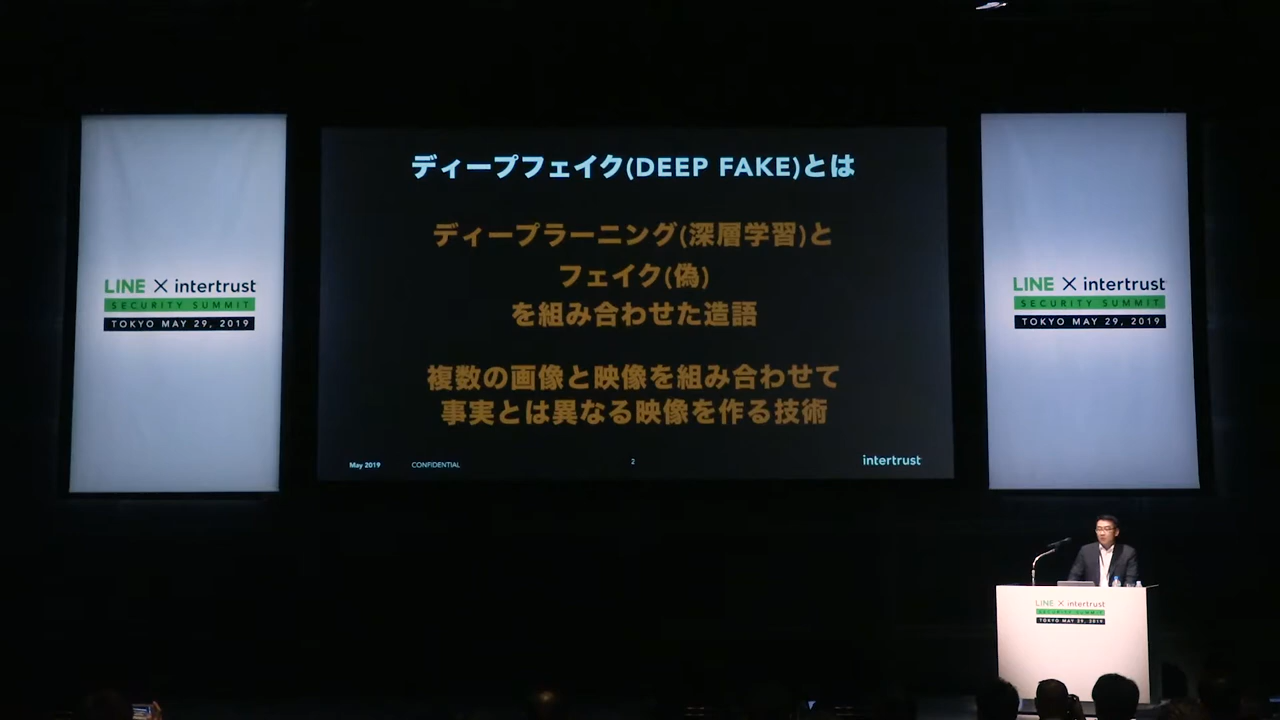 ディープフェイク(DEEP FAKE)とは
ディープラーニング(深層学習)と
フェイク(偽)
を組み合わせた造語
複数の画像と映像を組み合わせて
事実とは異なる映像を作る技術
May 2019 CONFIDENTIAL 2 intertrust
LINE × intertrust
SECURITY SUMMIT
TOKYO MAY 29, 2019
LINE × intertrust
SECURITY SUMMIT
TOKYO MAY 29, 2019
LINE × intertrust
SECURITY SUMMIT
TOKYO MAY 29, 2019